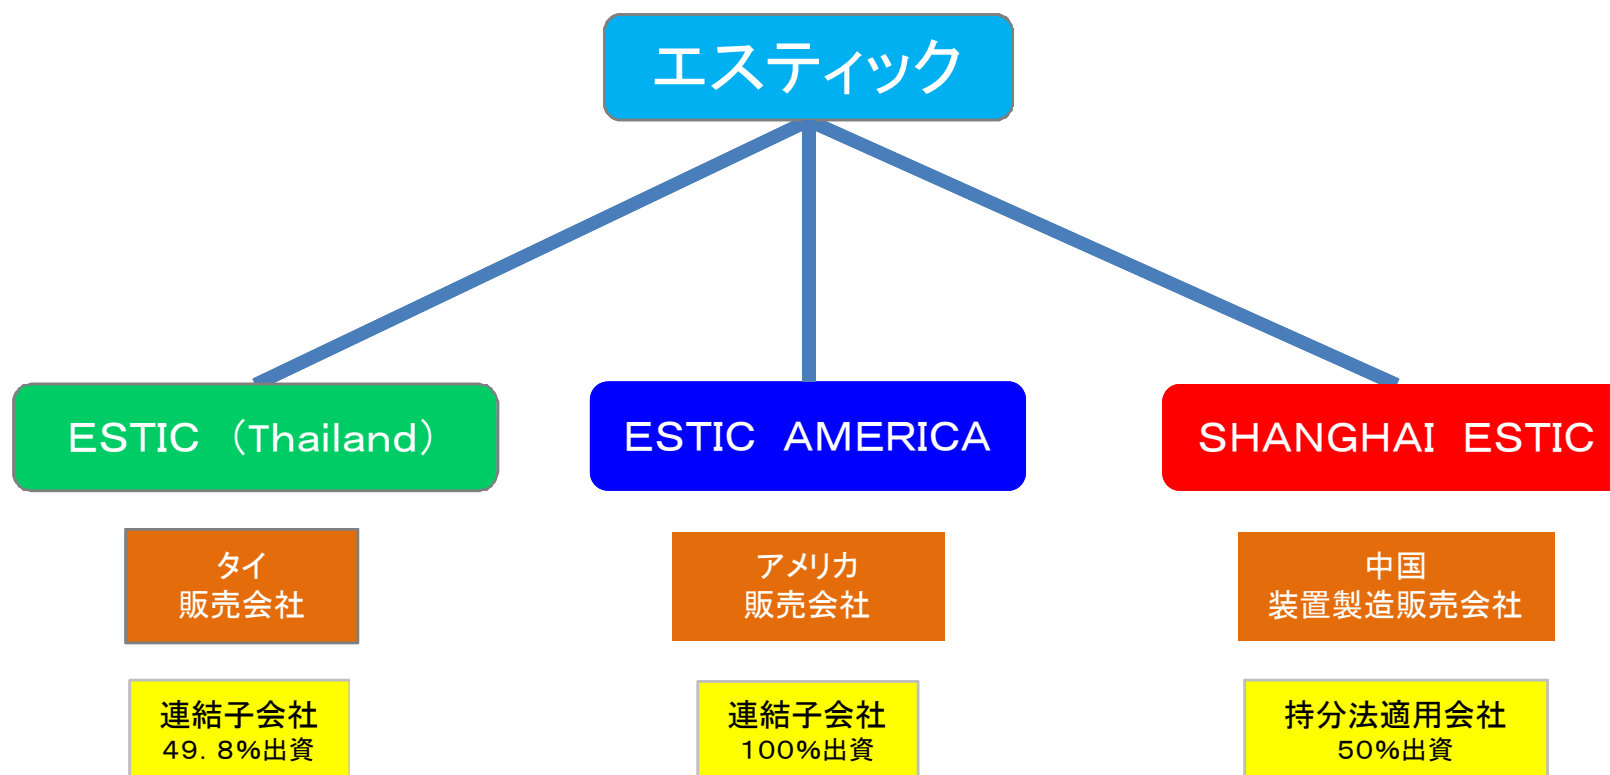 エスティック
ESTIC （Thailand）
ESTIC　AMERICA
SHANGHAI　ESTIC
タイ
販売会社
アメリカ
販売会社
中国
装置製造販売会社
連結子会社
49．8％出資
連結子会社
100％出資
持分法適用会社
50％出資